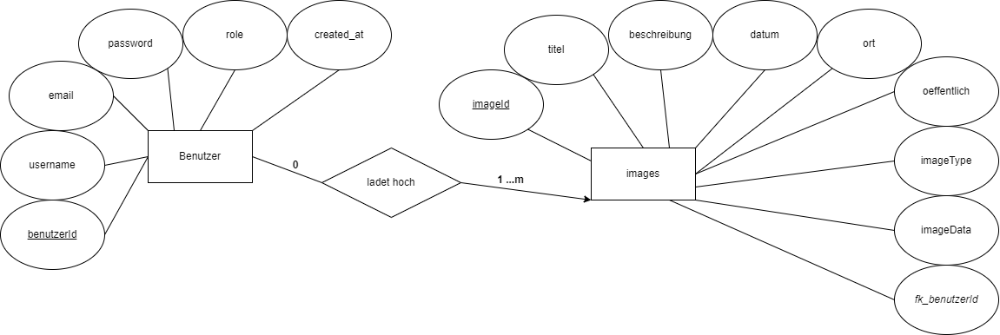 password
role
created_at
email
username
benutzerId
Benutzer
0
ladet hoch
1 ...m
images
imageId
titel
beschreibung
datum
ort
oeffentlich
imageType
imageData
fk_benutzerId